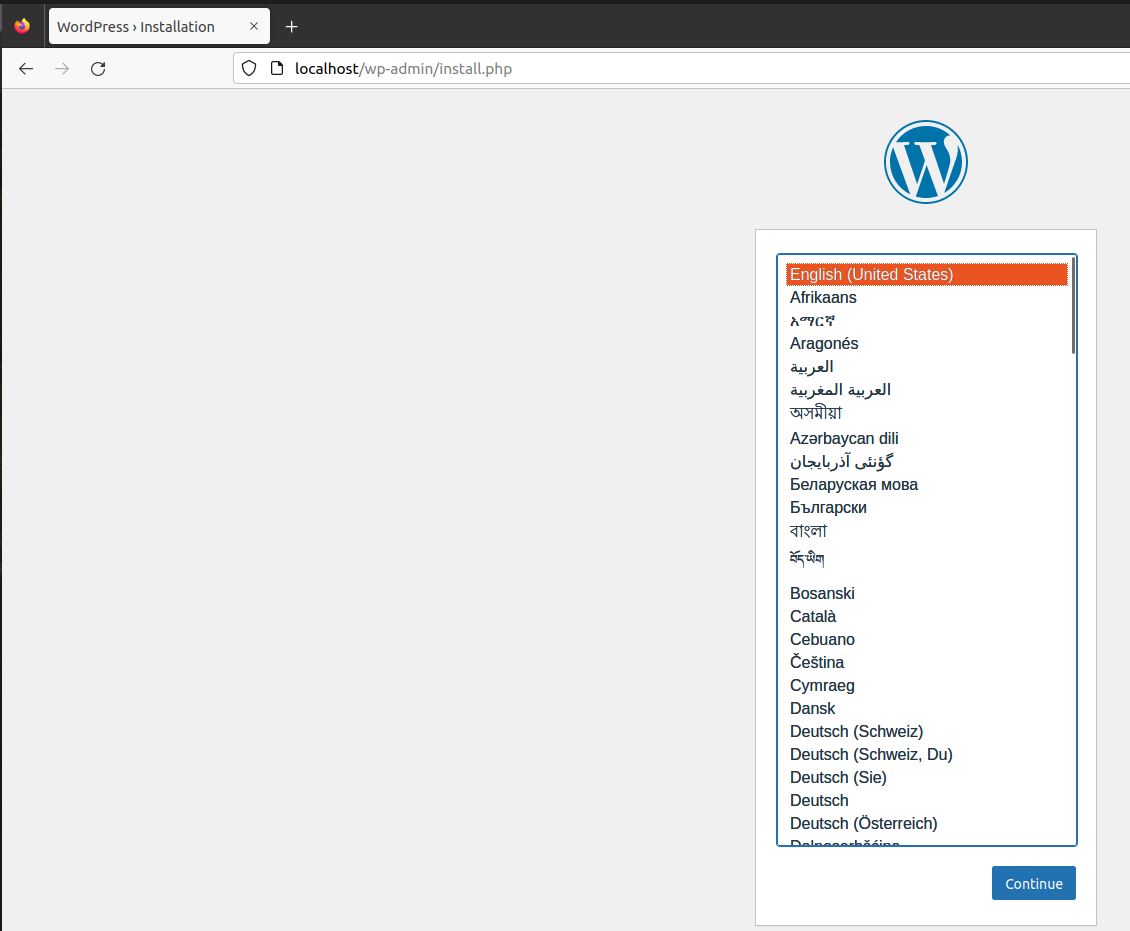 WordPress › Installation
localhost/wp-admin/install.php
English (United States)
Afrikaans
አማርኛ
Aragonés
العربية
العربية المغربية
অসমীয়া
Azərbaycan dili
گؤنئی آذربایجان
Беларуская мова
Български
বাংলা
བོད་ཡིག
Bosanski
Català
Cebuano
Čeština
Cymraeg
Dansk
Deutsch (Schweiz)
Deutsch (Schweiz, Du)
Deutsch (Sie)
Deutsch
Deutsch (Österreich)
Continue